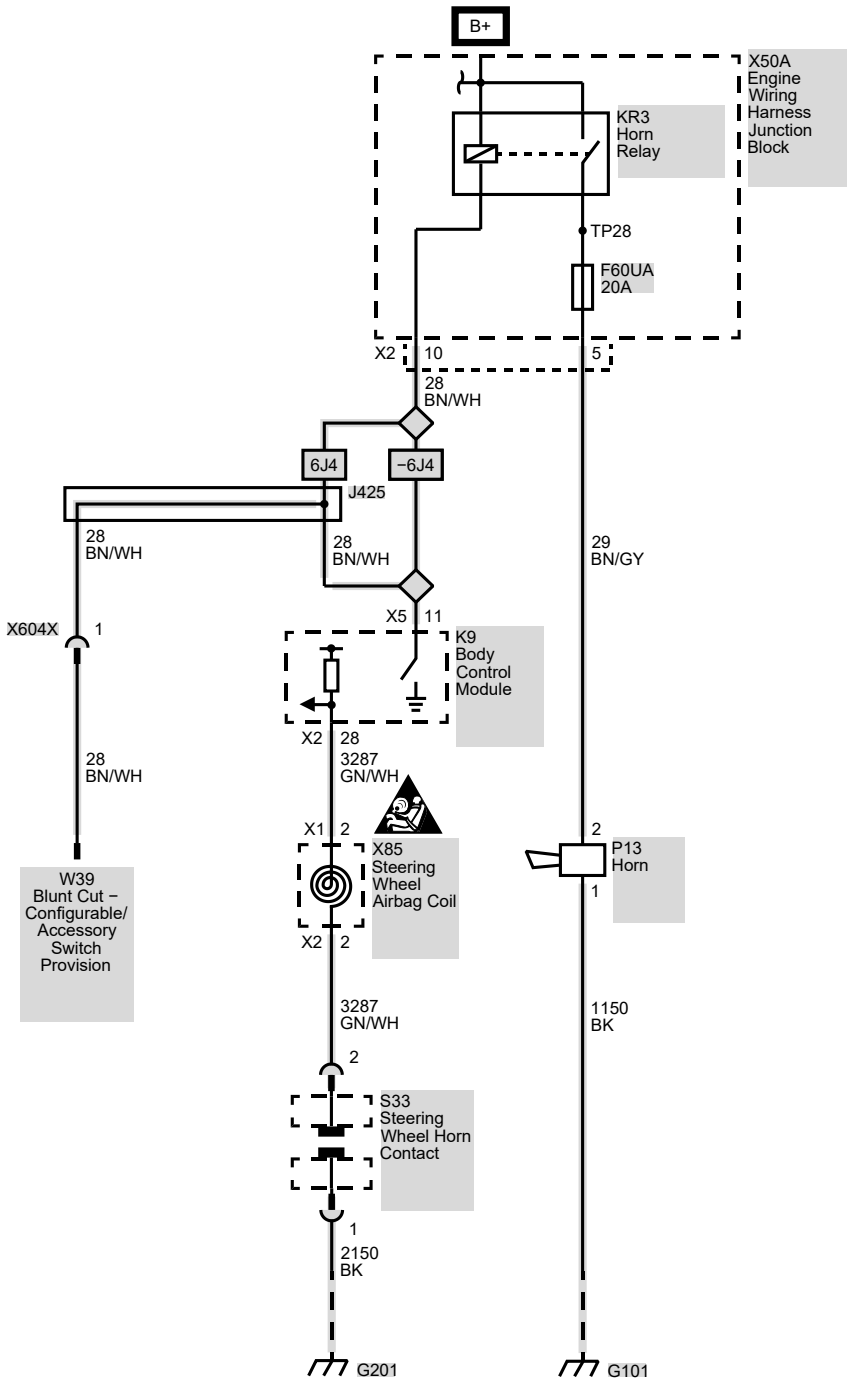 B+
X50A
Engine
Wiring
Harness
Junction
Block
KR3
Horn
Relay
TP28
F60UA
20A
X2
10
5
28
BN/WH
6J4
−6J4
J425
28
BN/WH
28
BN/WH
29
BN/GY
X604X
1
X5
11
K9
Body
Control
Module
X2
28
3287
GN/WH
28
BN/WH
X1
2
X85
Steering
Wheel
Airbag Coil
2
P13
Horn
1
W39
Blunt Cut −
Configurable/
Accessory
Switch
Provision
X2
2
3287
GN/WH
1150
BK
2
S33
Steering
Wheel Horn
Contact
1
2150
BK
G201
G101